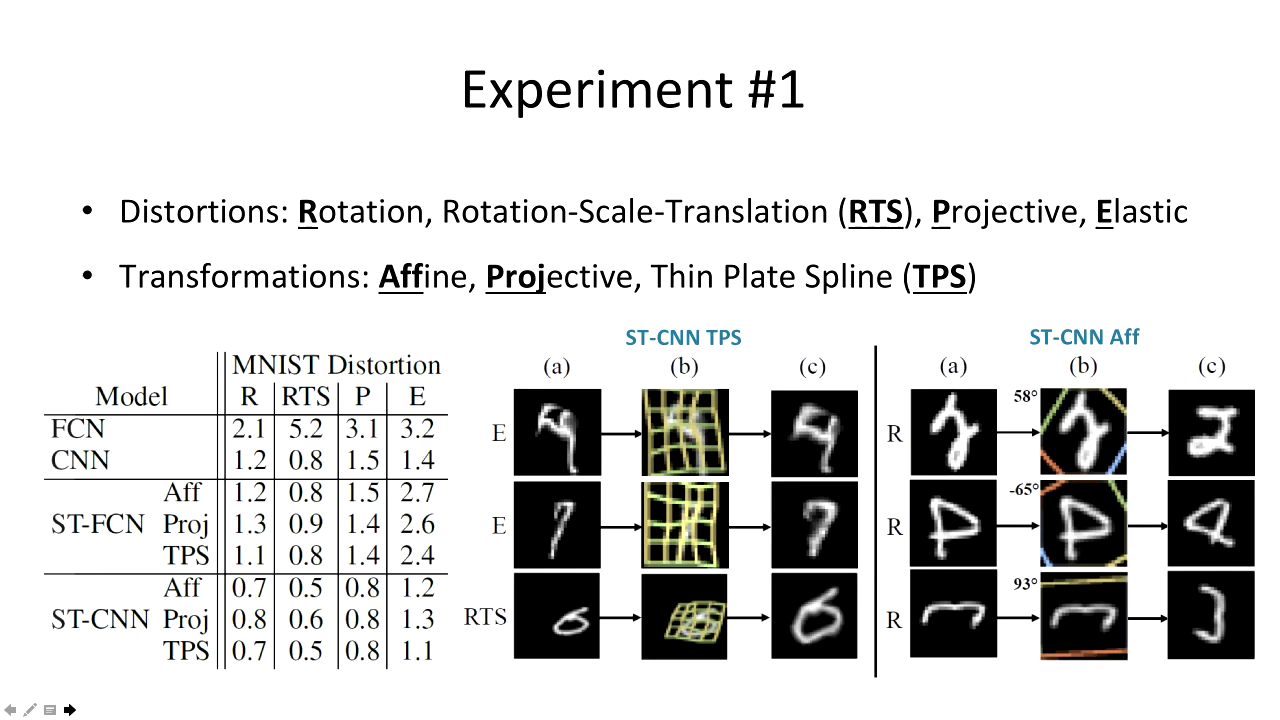 Experiment #1
• Distortions: Rotation, Rotation-Scale-Translation (RTS), Projective, Elastic
• Transformations: Affine, Projective, Thin Plate Spline (TPS)
MNIST Distortion
Model R RTS P E
FCN 2.1 5.2 3.1 3.2
CNN 1.2 0.8 1.5 1.4
Aff 1.2 0.8 1.5 2.7
ST-FCN Proj 1.3 0.9 1.4 2.6
TPS 1.1 0.8 1.4 2.4
Aff 0.7 0.5 0.8 1.2
ST-CNN Proj 0.8 0.6 0.8 1.3
TPS 0.7 0.5 0.8 1.1
ST-CNN TPS
(a) (b) (c)
E
E
RTS
ST-CNN Aff
(a) (b) (c)
58°
R
-65°
R
93°
R